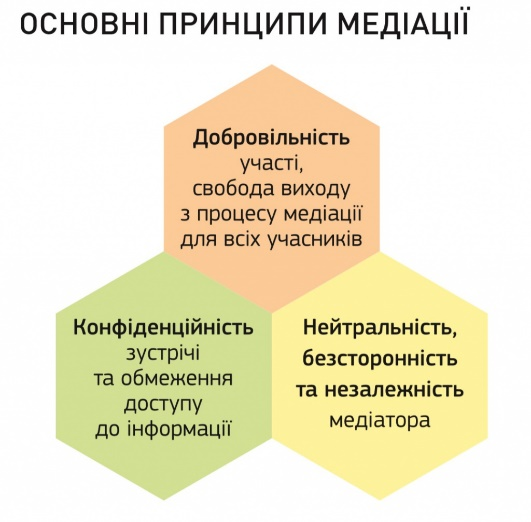 ОСНОВНІ ПРИНЦИПИ МЕДІАЦІЇ
Добровільність
участі,
свобода виходу
з процесу медіації
для всіх учасників
Конфіденційність
зустрічі
та обмеження
доступу
до інформації
Нейтральність,
безсторонність
та незалежність
медіатора